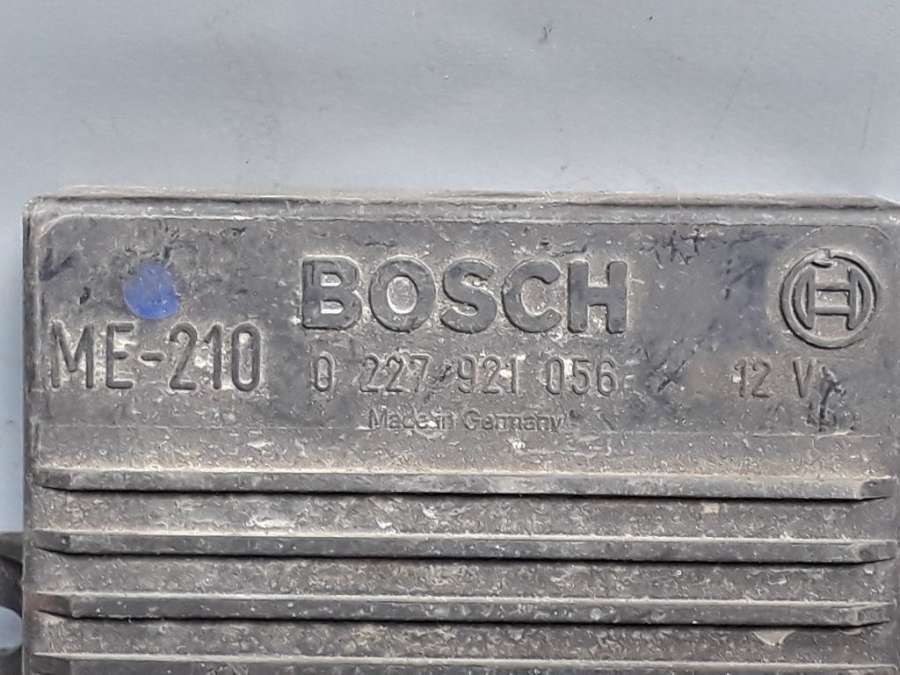 BOSCH
ME-210
0 227 921 056 12 V
Made in Germany